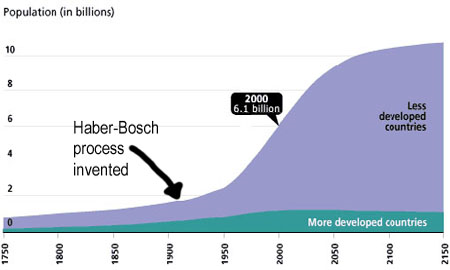 Population (in billions)
10
8
6
4
2
0
2000
6.1 billion
Haber-Bosch
process
invented
Less
developed
countries
More developed countries
1750
1800
1850
1900
1950
2000
2050
2100
2150